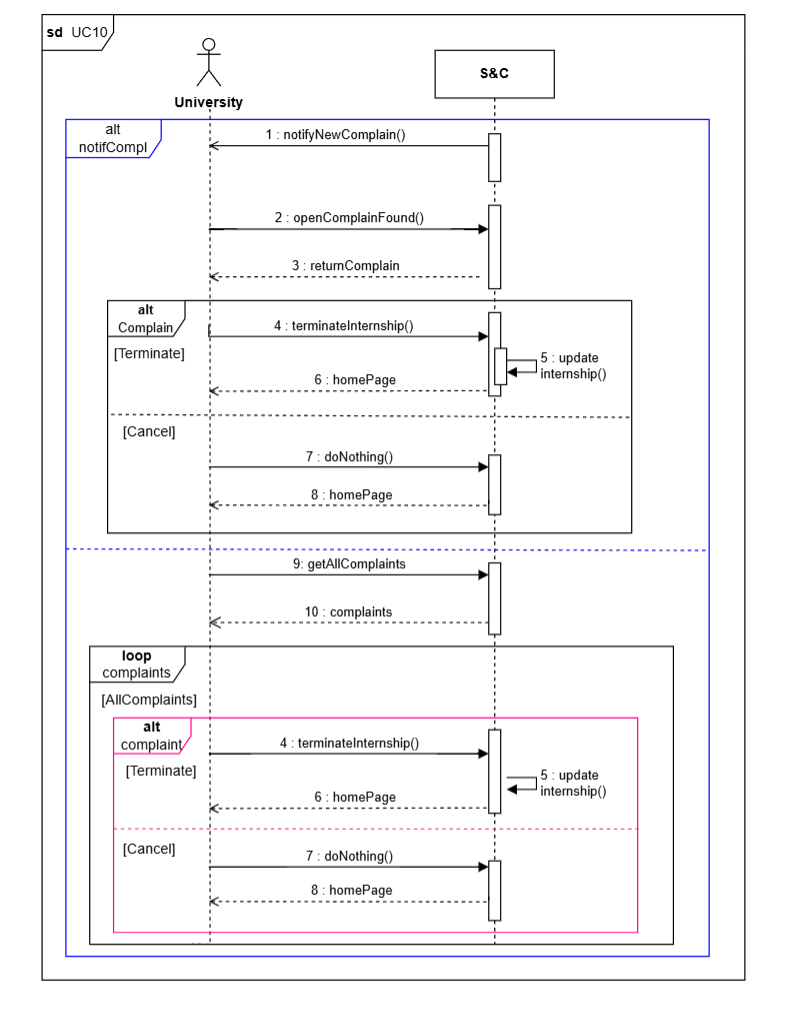 sd UC10
University
S&C
alt
notifCompl
1 : notifyNewComplain()
2 : openComplainFound()
3 : returnComplain
alt
Complain
[Terminate]
4 : terminateInternship()
5 : update
internship()
6 : homePage
[Cancel]
7 : doNothing()
8 : homePage
9: getAllComplaints
10 : complaints
loop
complaints
[AllComplaints]
alt
complaint
[Terminate]
4 : terminateInternship()
5 : update
internship()
6 : homePage
[Cancel]
7 : doNothing()
8 : homePage